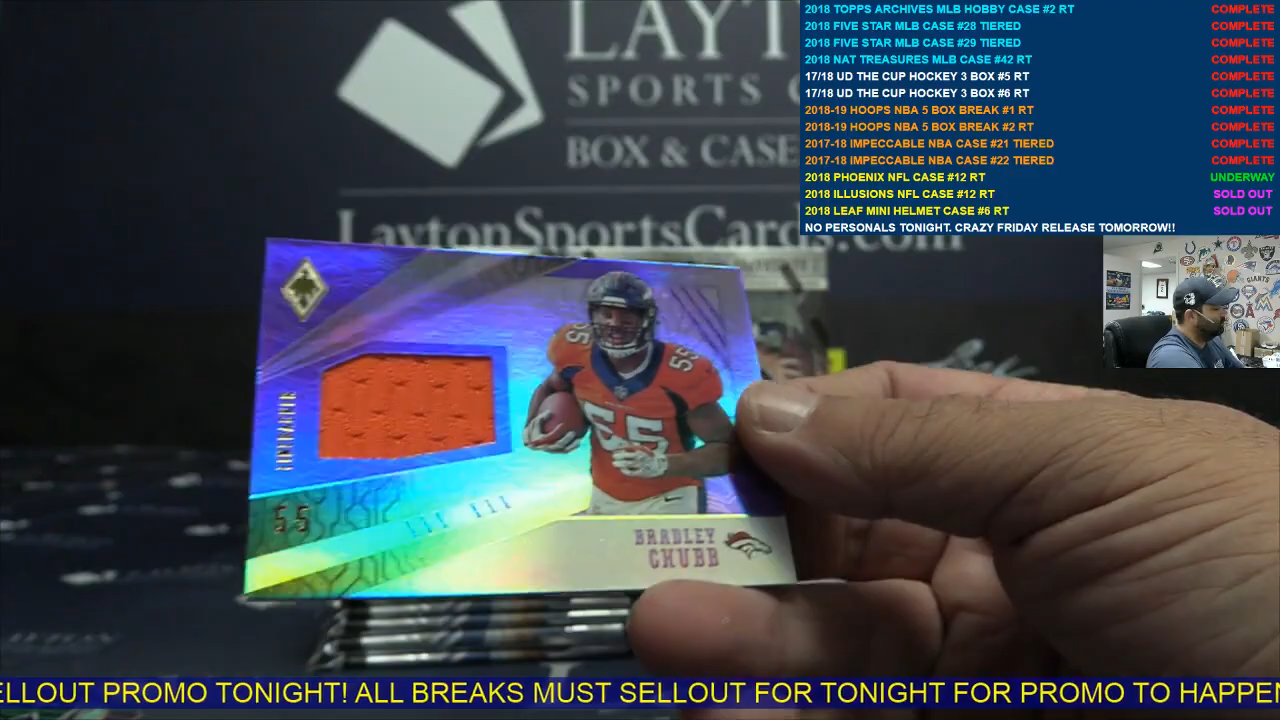 LAYT
SPORTS C
BOX & CASE
LaytonSportsCards.com
2018 TOPPS ARCHIVES MLB HOBBY CASE #2 RT COMPLETE
2018 FIVE STAR MLB CASE #28 TIERED COMPLETE
2018 FIVE STAR MLB CASE #29 TIERED COMPLETE
2018 NAT TREASURES MLB CASE #42 RT COMPLETE
17/18 UD THE CUP HOCKEY 3 BOX #5 RT COMPLETE
17/18 UD THE CUP HOCKEY 3 BOX #6 RT COMPLETE
2018-19 HOOPS NBA 5 BOX BREAK #1 RT COMPLETE
2018-19 HOOPS NBA 5 BOX BREAK #2 RT COMPLETE
2017-18 IMPECCABLE NBA CASE #21 TIERED COMPLETE
2017-18 IMPECCABLE NBA CASE #22 TIERED COMPLETE
2018 PHOENIX NFL CASE #12 RT UNDERWAY
2018 ILLUSIONS NFL CASE #12 RT SOLD OUT
2018 LEAF MINI HELMET CASE #6 RT SOLD OUT
NO PERSONALS TONIGHT. CRAZY FRIDAY RELEASE TOMORROW!!
55
55
55
BRADLEY
CHUBB
GIANTS
ELLOUT PROMO TONIGHT! ALL BREAKS MUST SELLOUT FOR TONIGHT FOR PROMO TO HAPPEN